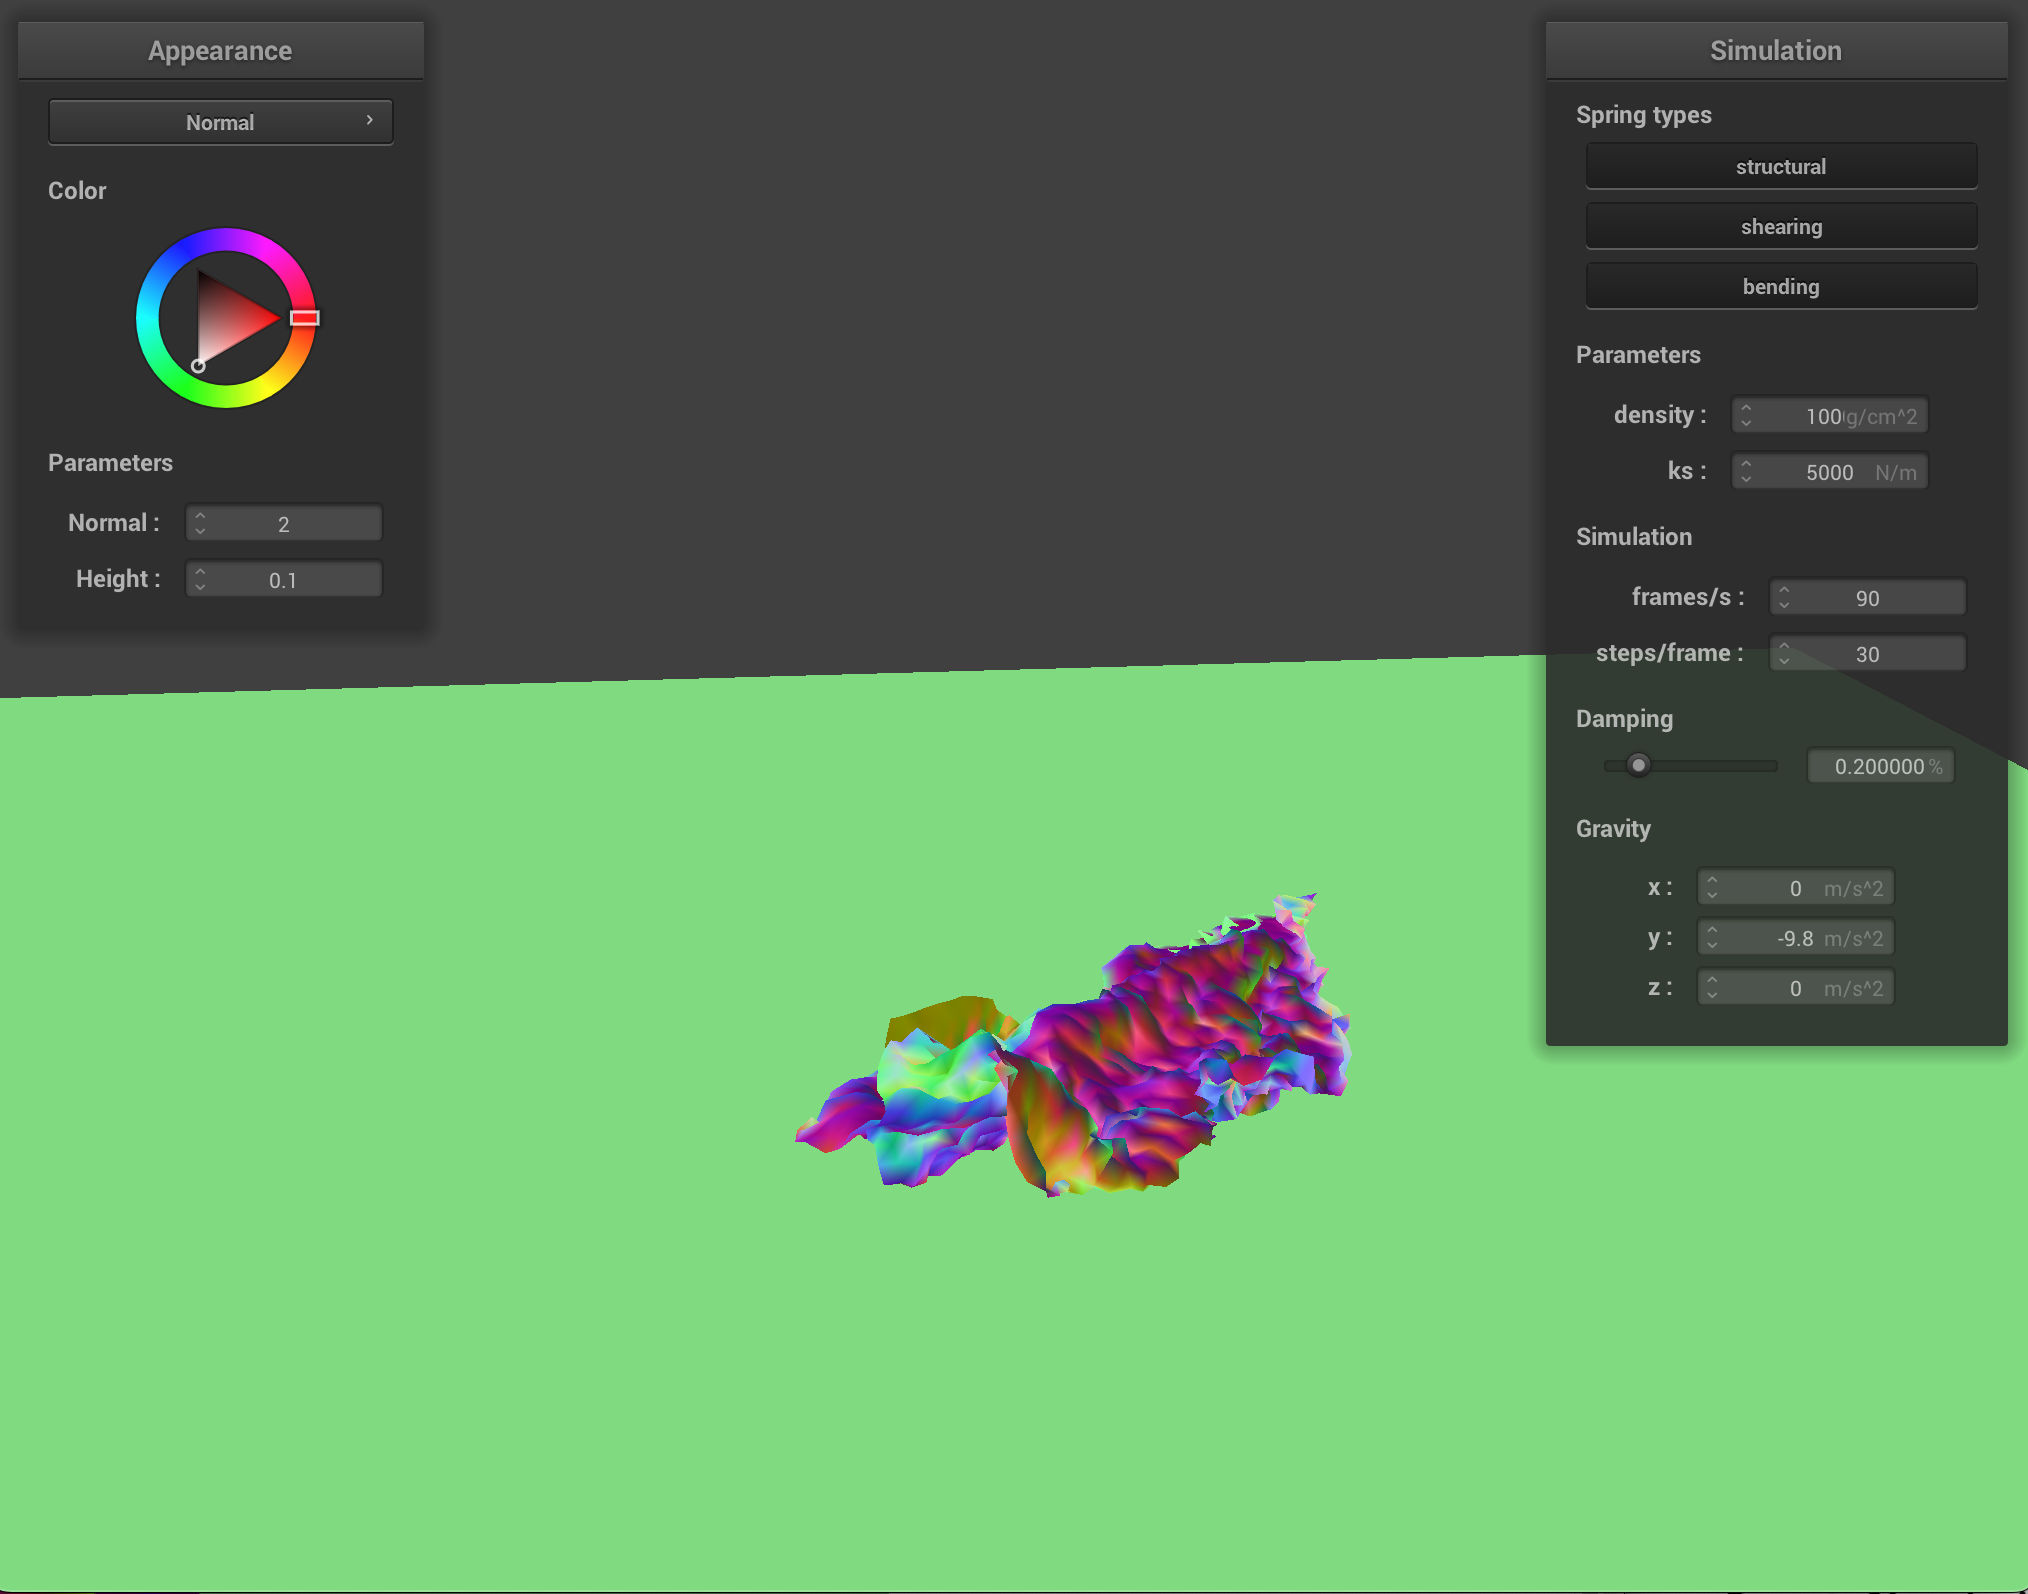 Appearance
Normal
Color
Parameters
Normal : 2
Height : 0.1
Simulation
Spring types
structural
shearing
bending
Parameters
density : 100 g/cm^2
ks : 5000 N/m
Simulation
frames/s : 90
steps/frame : 30
Damping
0.200000 %
Gravity
x : 0 m/s^2
y : -9.8 m/s^2
z : 0 m/s^2